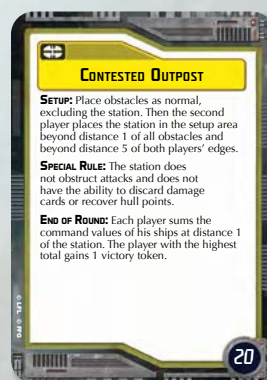 CONTESTED OUTPOST
SETUP: Place obstacles as normal,
excluding the station. Then the second
player places the station in the setup area
beyond distance 1 of all obstacles and
beyond distance 5 of both players' edges.
SPECIAL RULE: The station does
not obstruct attacks and does not
have the ability to discard damage
cards or recover hull points.
END OF ROUND: Each player sums the
command values of his ships at distance 1
of the station. The player with the highest
total gains 1 victory token.
© LFL © FFG
20